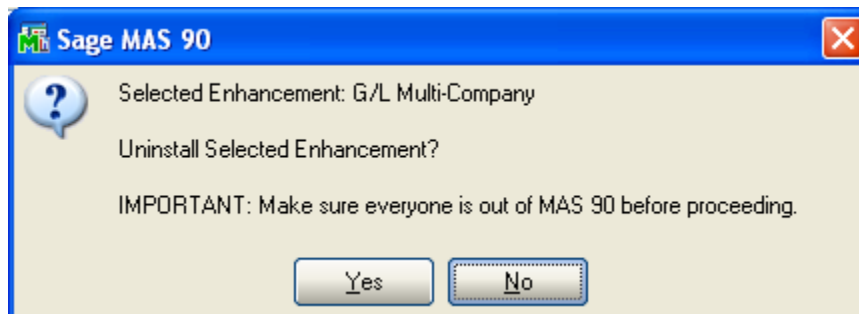 Sage MAS 90
Selected Enhancement: G/L Multi-Company
Uninstall Selected Enhancement?
IMPORTANT: Make sure everyone is out of MAS 90 before proceeding.
Yes No